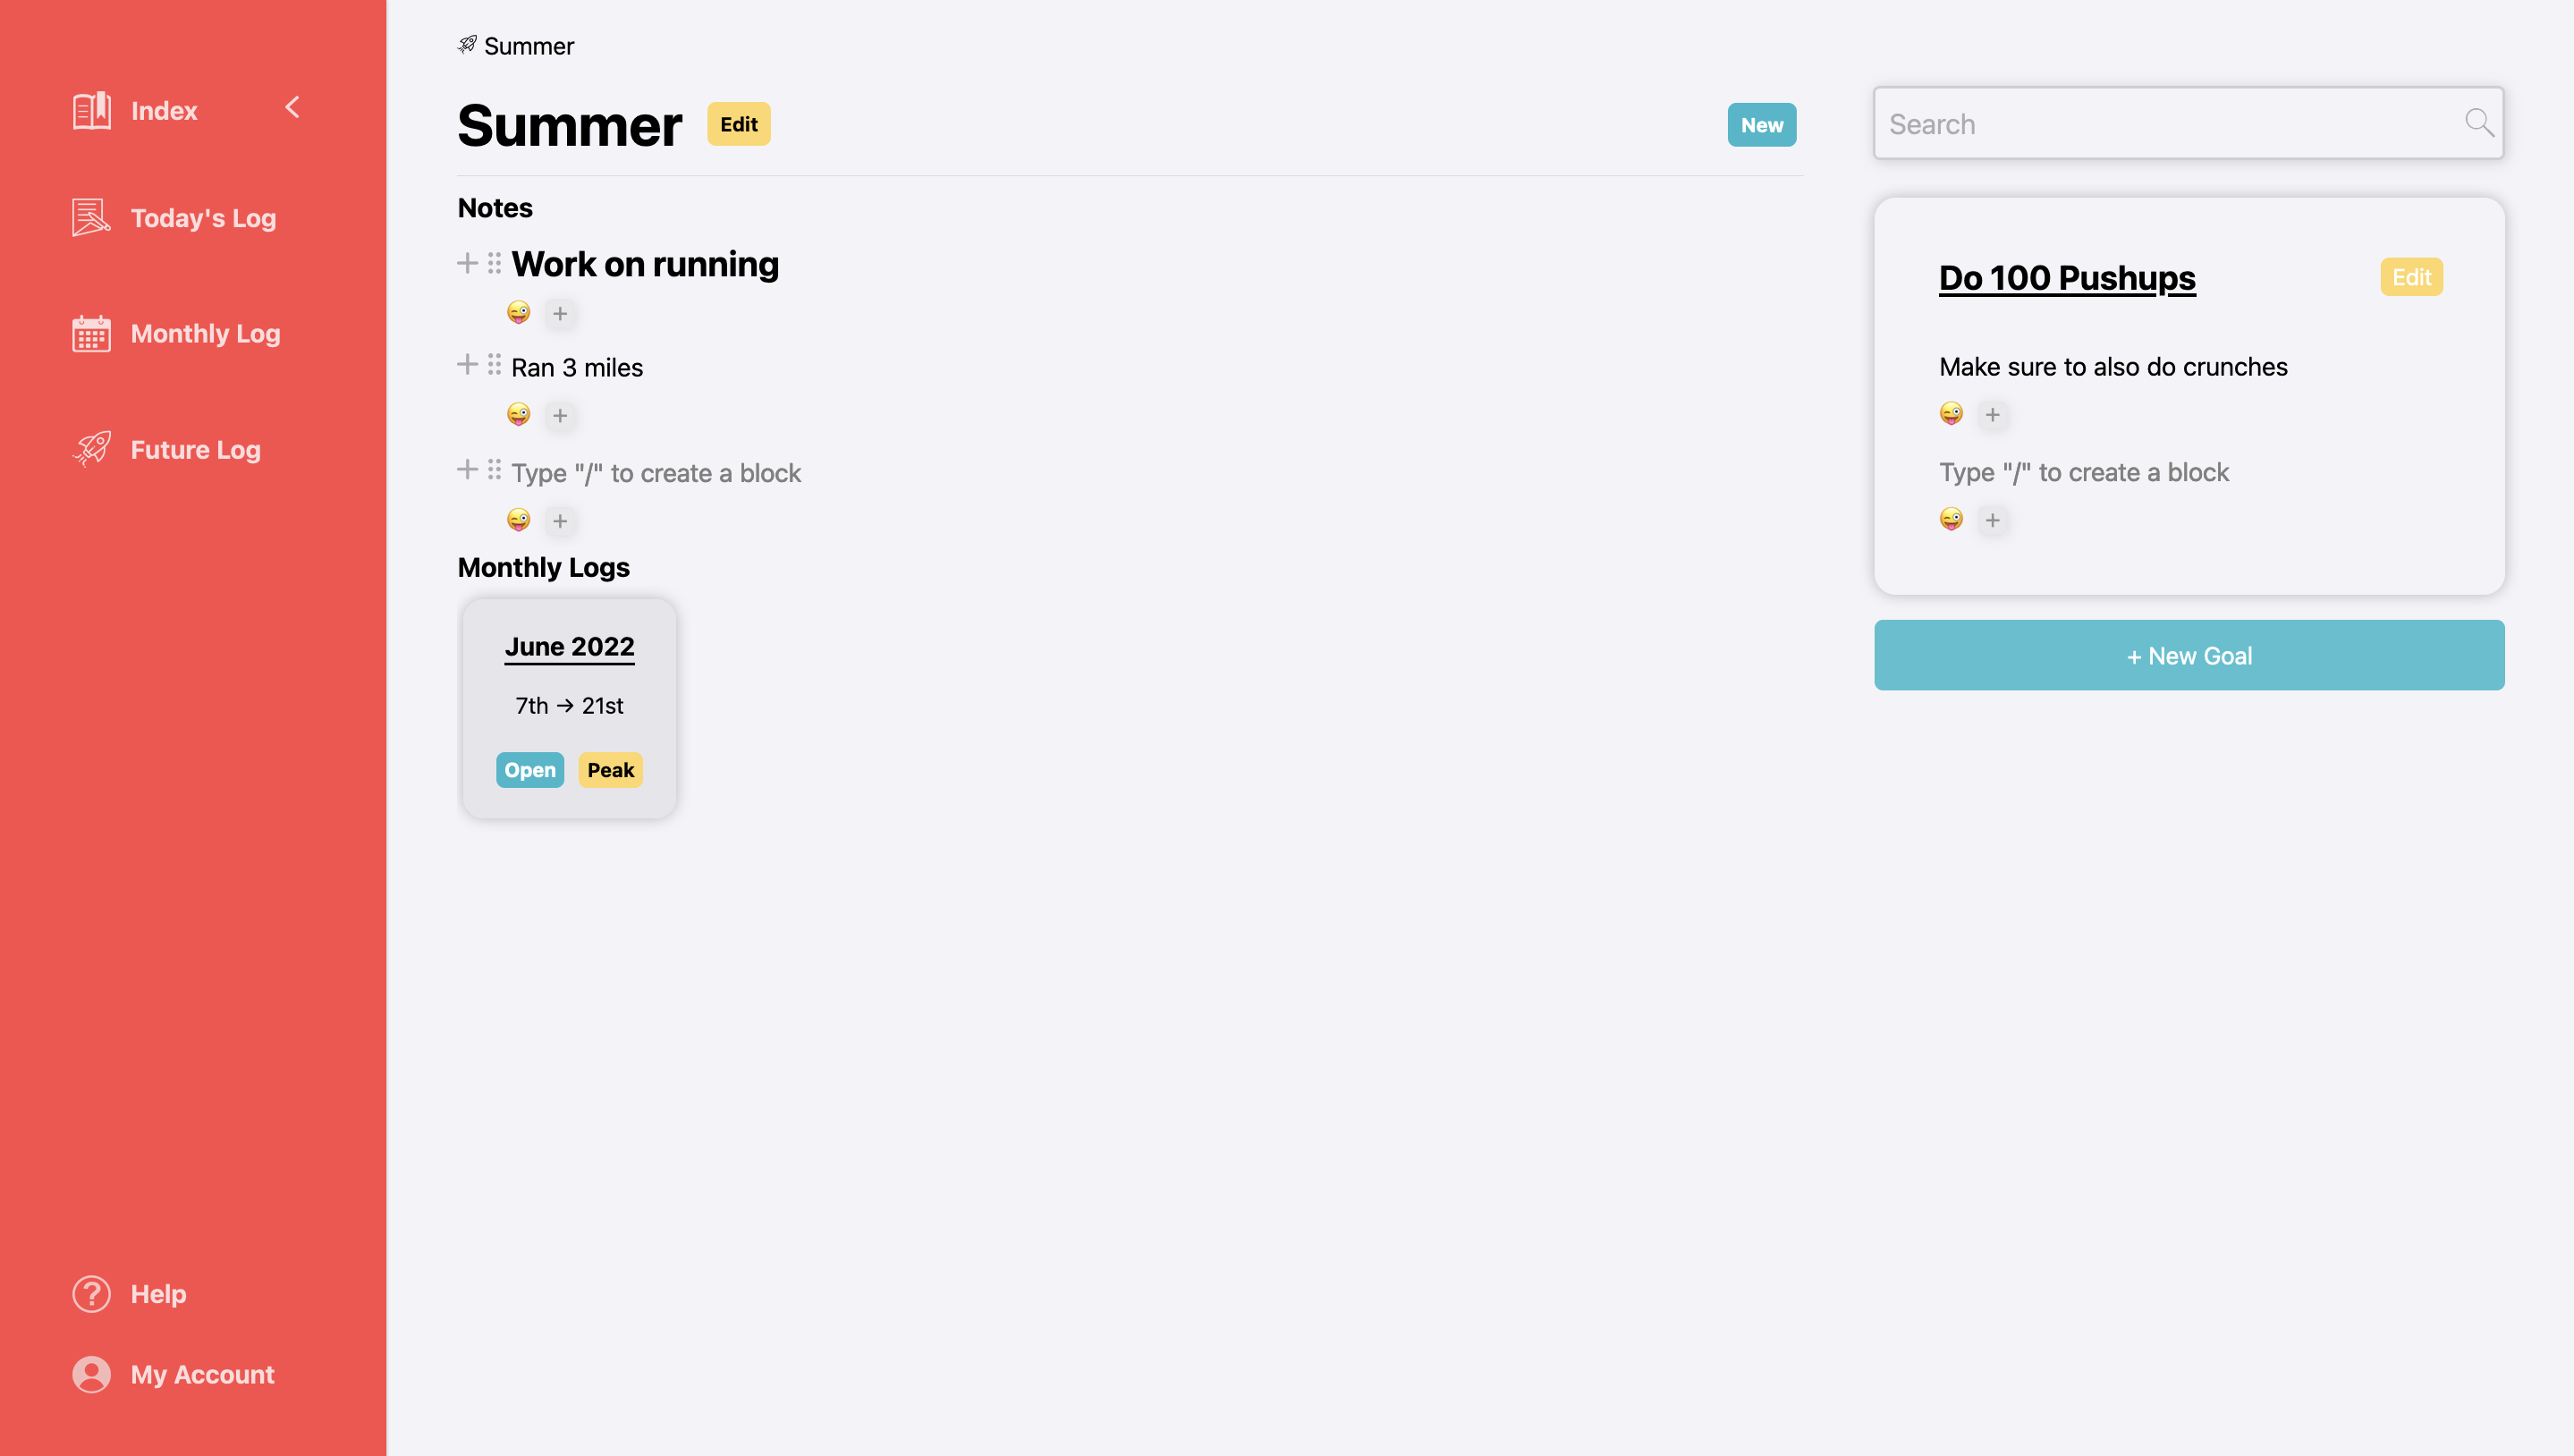 Index
Today's Log
Monthly Log
Future Log
Help
My Account
Summer
Summer Edit New
Notes
Work on running
Ran 3 miles
Type "/" to create a block
Monthly Logs
June 2022
7th → 21st
Open Peak
Search
Do 100 Pushups Edit
Make sure to also do crunches
Type "/" to create a block
+ New Goal